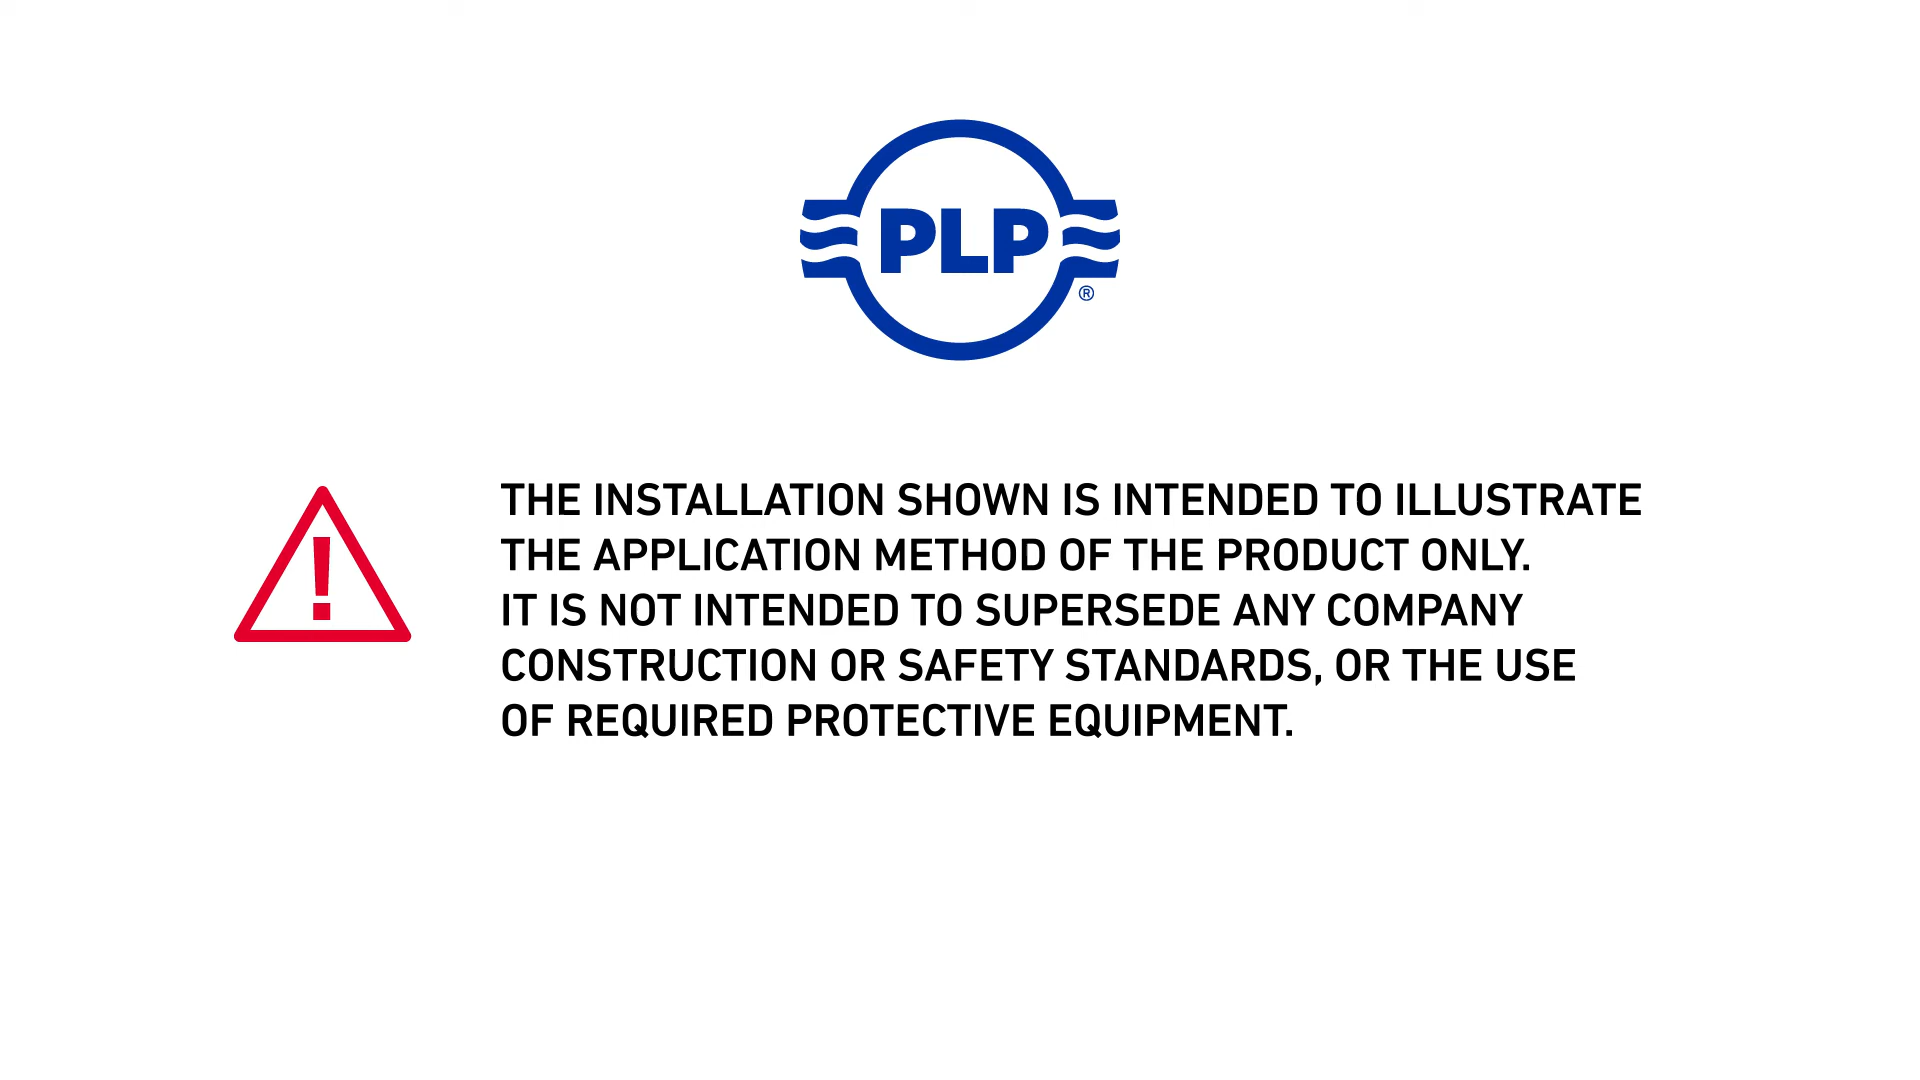 PLP
®
THE INSTALLATION SHOWN IS INTENDED TO ILLUSTRATE
THE APPLICATION METHOD OF THE PRODUCT ONLY.
IT IS NOT INTENDED TO SUPERSEDE ANY COMPANY
CONSTRUCTION OR SAFETY STANDARDS, OR THE USE
OF REQUIRED PROTECTIVE EQUIPMENT.